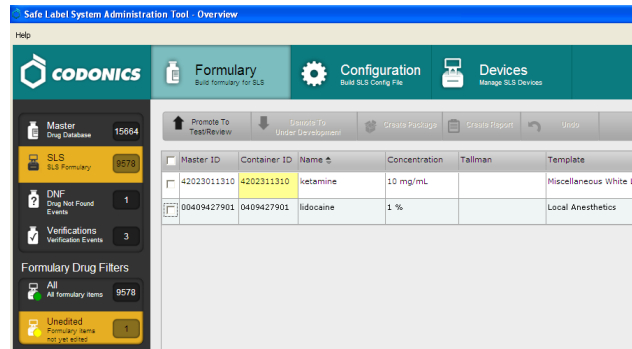 Safe Label System Administration Tool - Overview
Help
CODONICS
Formulary
Build formulary for SLS
Configuration
Build SLS Config File
Devices
Manage SLS Devices
Master
Drug Database
15664
SLS
SLS Formulary
9578
DNF
Drug Not Found
Events
1
Verifications
Verification Events
3
Formulary Drug Filters
All
All formulary items
9578
Unedited
Formulary items
not yet edited
1
Promote To
Test/Review
Demote To
Under Development
Create Package
Create Report
Undo
Master ID Container ID Name Concentration Tallman Template
42023011310 4202311310 ketamine 10 mg/mL Miscellaneous White L
00409427901 0409427901 lidocaine 1 % Local Anesthetics